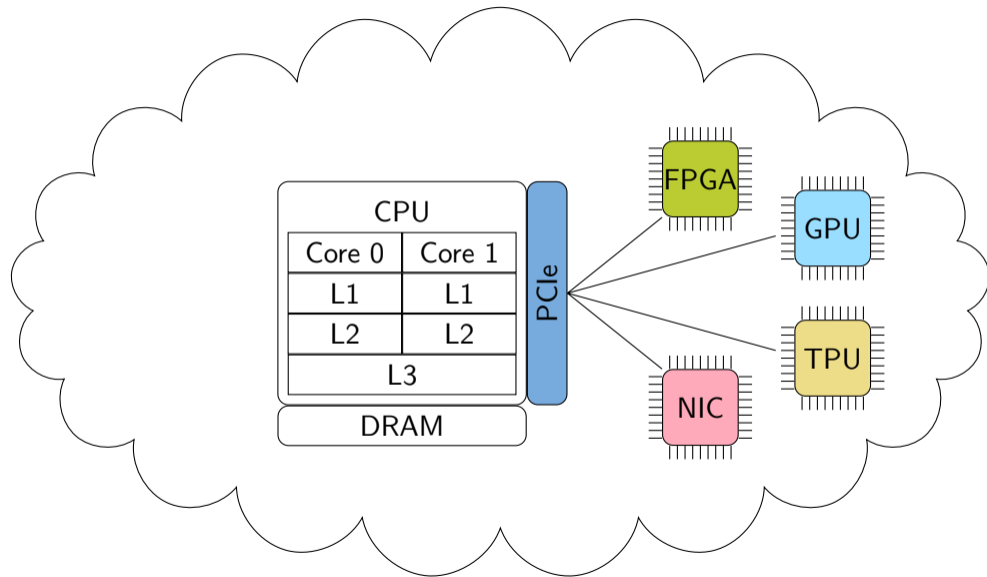 CPU
Core 0 Core 1
L1 L1
L2 L2
L3
DRAM
PCIe
FPGA
GPU
TPU
NIC